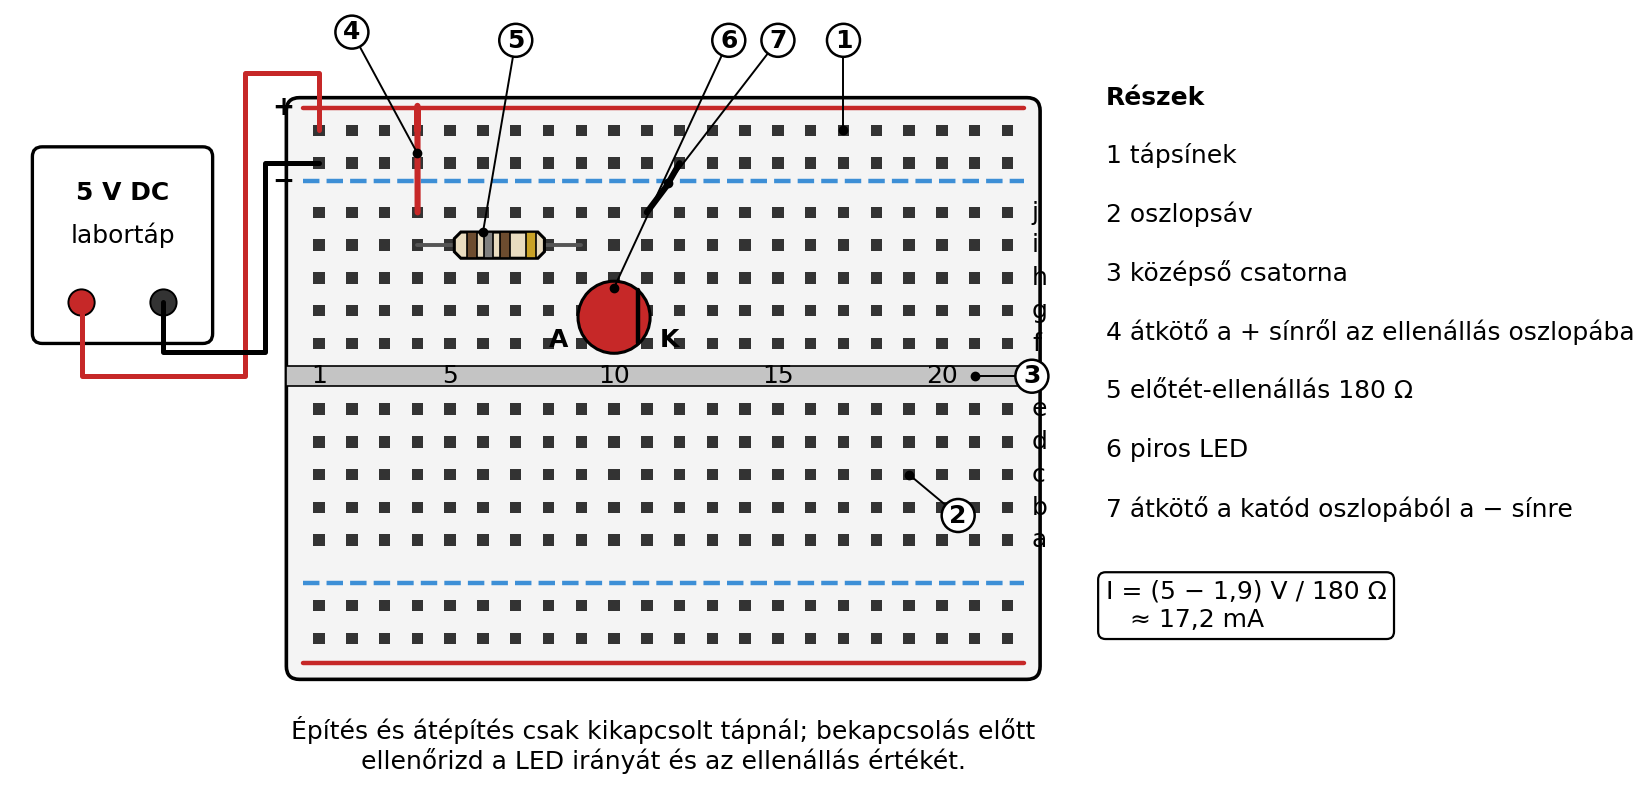 4
5
6
7
1
+
−
5 V DC
labortáp
j
i
h
g
f
A
K
1
5
10
15
20
3
e
d
c
b
a
2
Részek
1 tápsínek
2 oszlopsáv
3 középső csatorna
4 átkötő a + sínről az ellenállás oszlopába
5 előtét-ellenállás 180 Ω
6 piros LED
7 átkötő a katód oszlopából a − sínre
I = (5 − 1,9) V / 180 Ω
≈ 17,2 mA
Építés és átépítés csak kikapcsolt tápnál; bekapcsolás előtt
ellenőrizd a LED irányát és az ellenállás értékét.